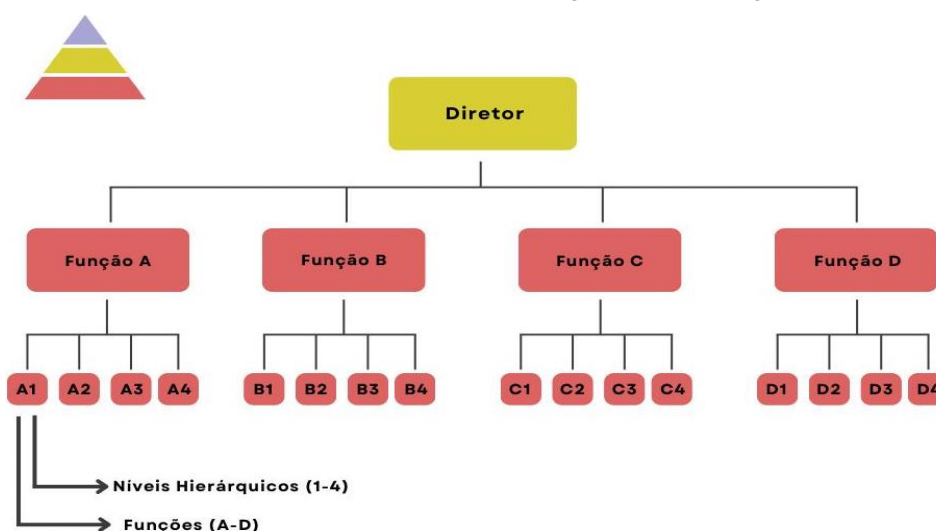 Diretor
Função A
Função B
Função C
Função D
A1 A2 A3 A4
B1 B2 B3 B4
C1 C2 C3 C4
D1 D2 D3 D4
Níveis Hierárquicos (1-4)
Funções (A-D)